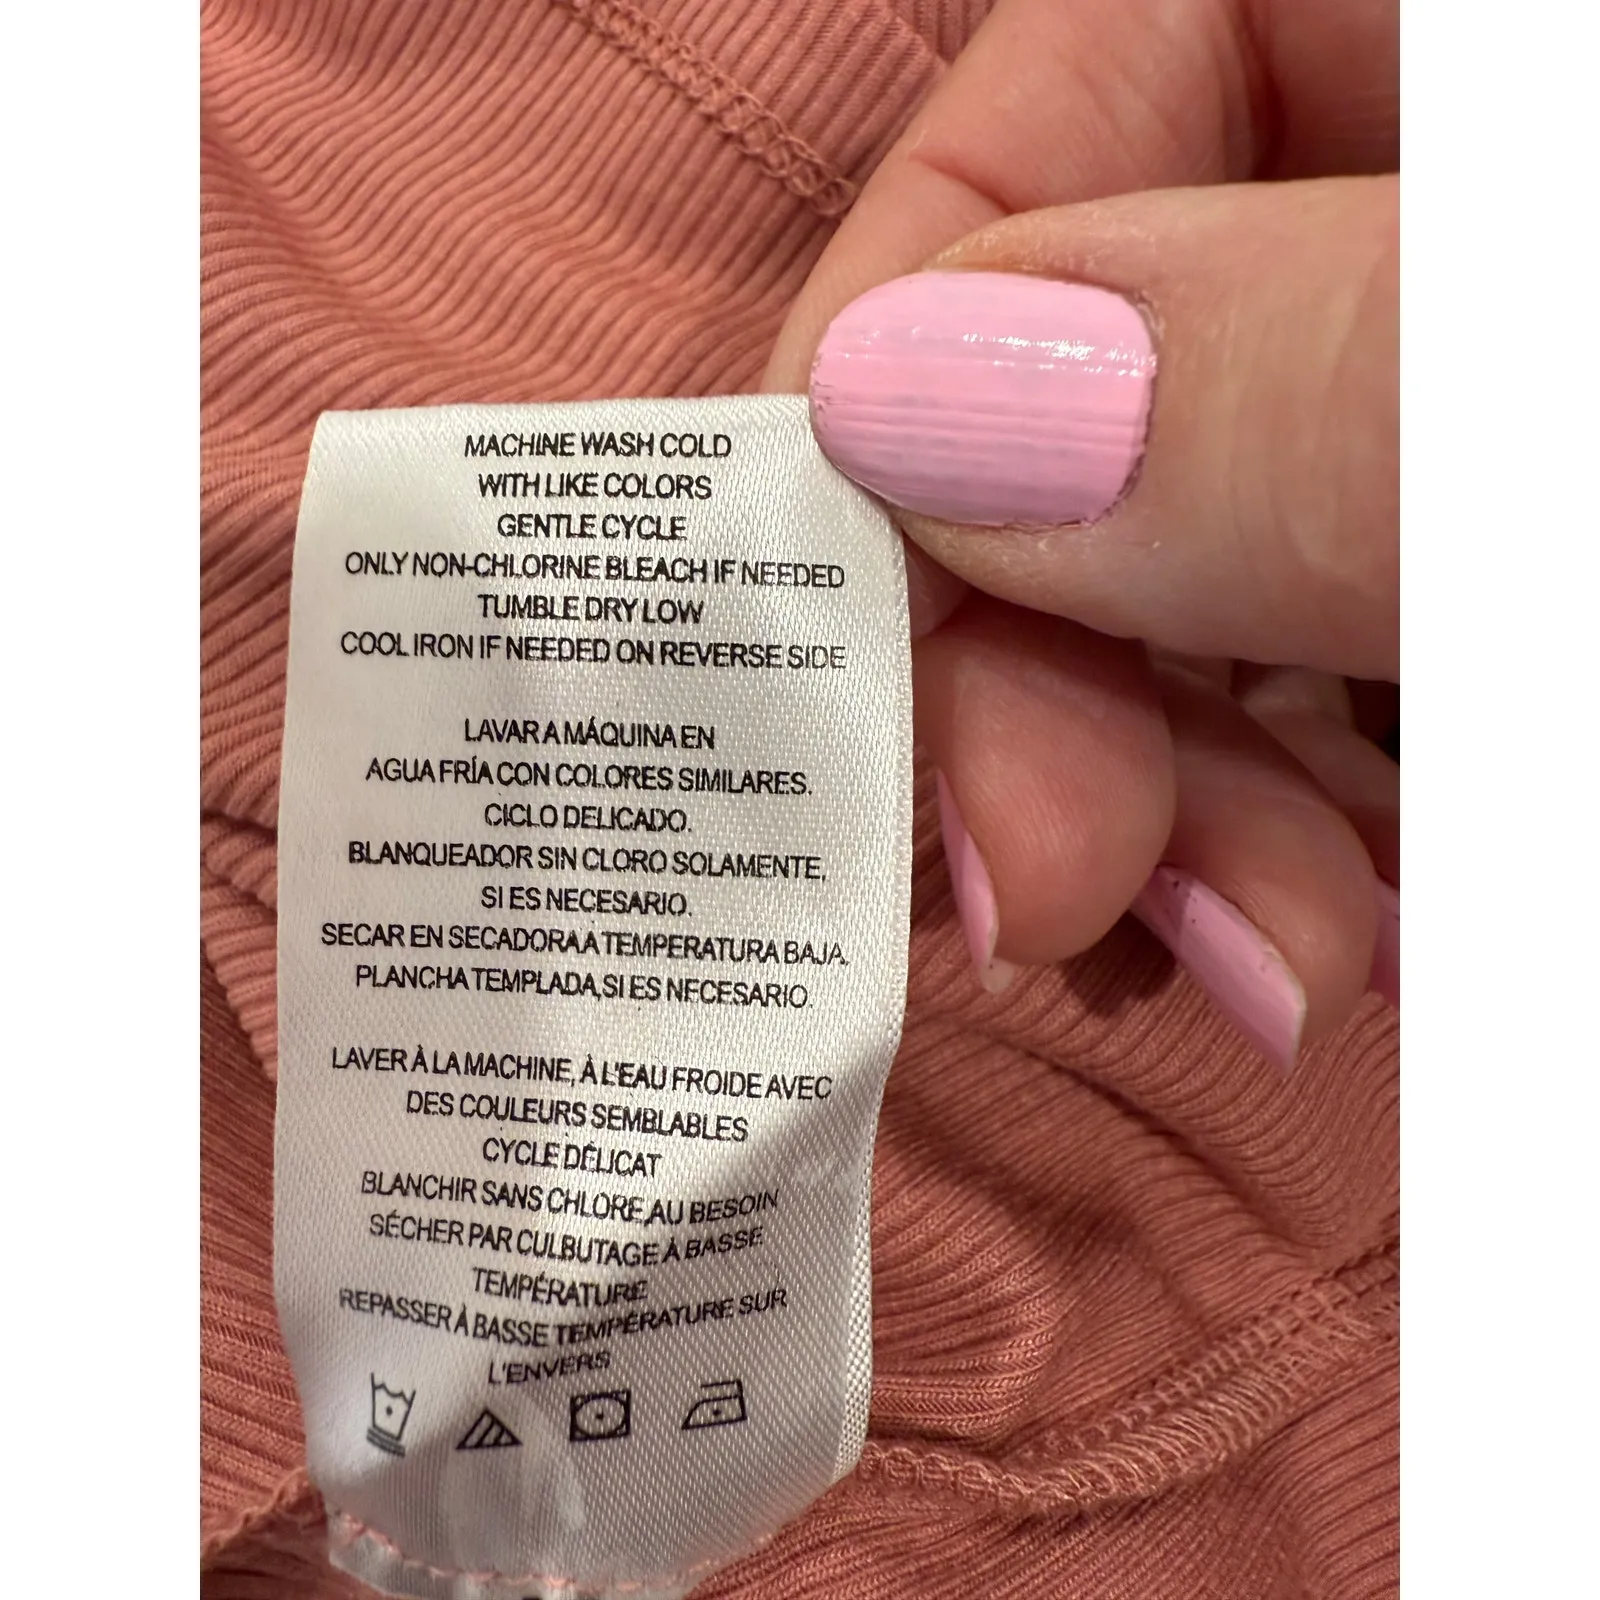 MACHINE WASH COLD
WITH LIKE COLORS
GENTLE CYCLE
ONLY NON-CHLORINE BLEACH IF NEEDED
TUMBLE DRY LOW
COOL IRON IF NEEDED ON REVERSE SIDE
LAVAR A MÁQUINA EN
AGUA FRÍA CON COLORES SIMILARES.
CICLO DELICADO.
BLANQUEADOR SIN CLORO SOLAMENTE,
SI ES NECESARIO.
SECAR EN SECADORA A TEMPERATURA BAJA.
PLANCHA TEMPLADA, SI ES NECESARIO.
LAVER À LA MACHINE, À L'EAU FROIDE AVEC
DES COULEURS SEMBLABLES
CYCLE DÉLICAT
BLANCHIR SANS CHLORE, AU BESOIN
SÉCHER PAR CULBUTAGE À BASSE
TEMPÉRATURE
REPASSER À BASSE TEMPÉRATURE SUR
L'ENVERS